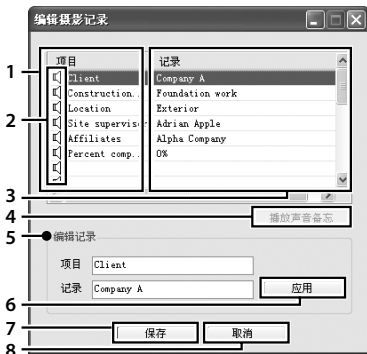 编辑摄影记录
项目 记录
1
Client Company A
Construction.. Foundation work
2
Location Exterior
Site supervisor Adrian Apple
Affiliates Alpha Company
Percent comp.. 0%
3
4 播放声音备忘
5 编辑记录
项目 Client
记录 Company A 应用
6
7 保存 取消
8